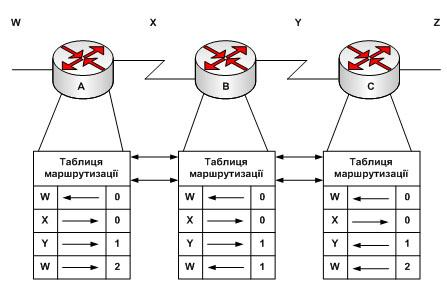 W X Y Z
A B C
Таблиця маршрутизації
W 0
X 0
Y 1
W 2
Таблиця маршрутизації
W 0
X 0
Y 1
W 1
Таблиця маршрутизації
W 0
X 0
Y 1
W 2